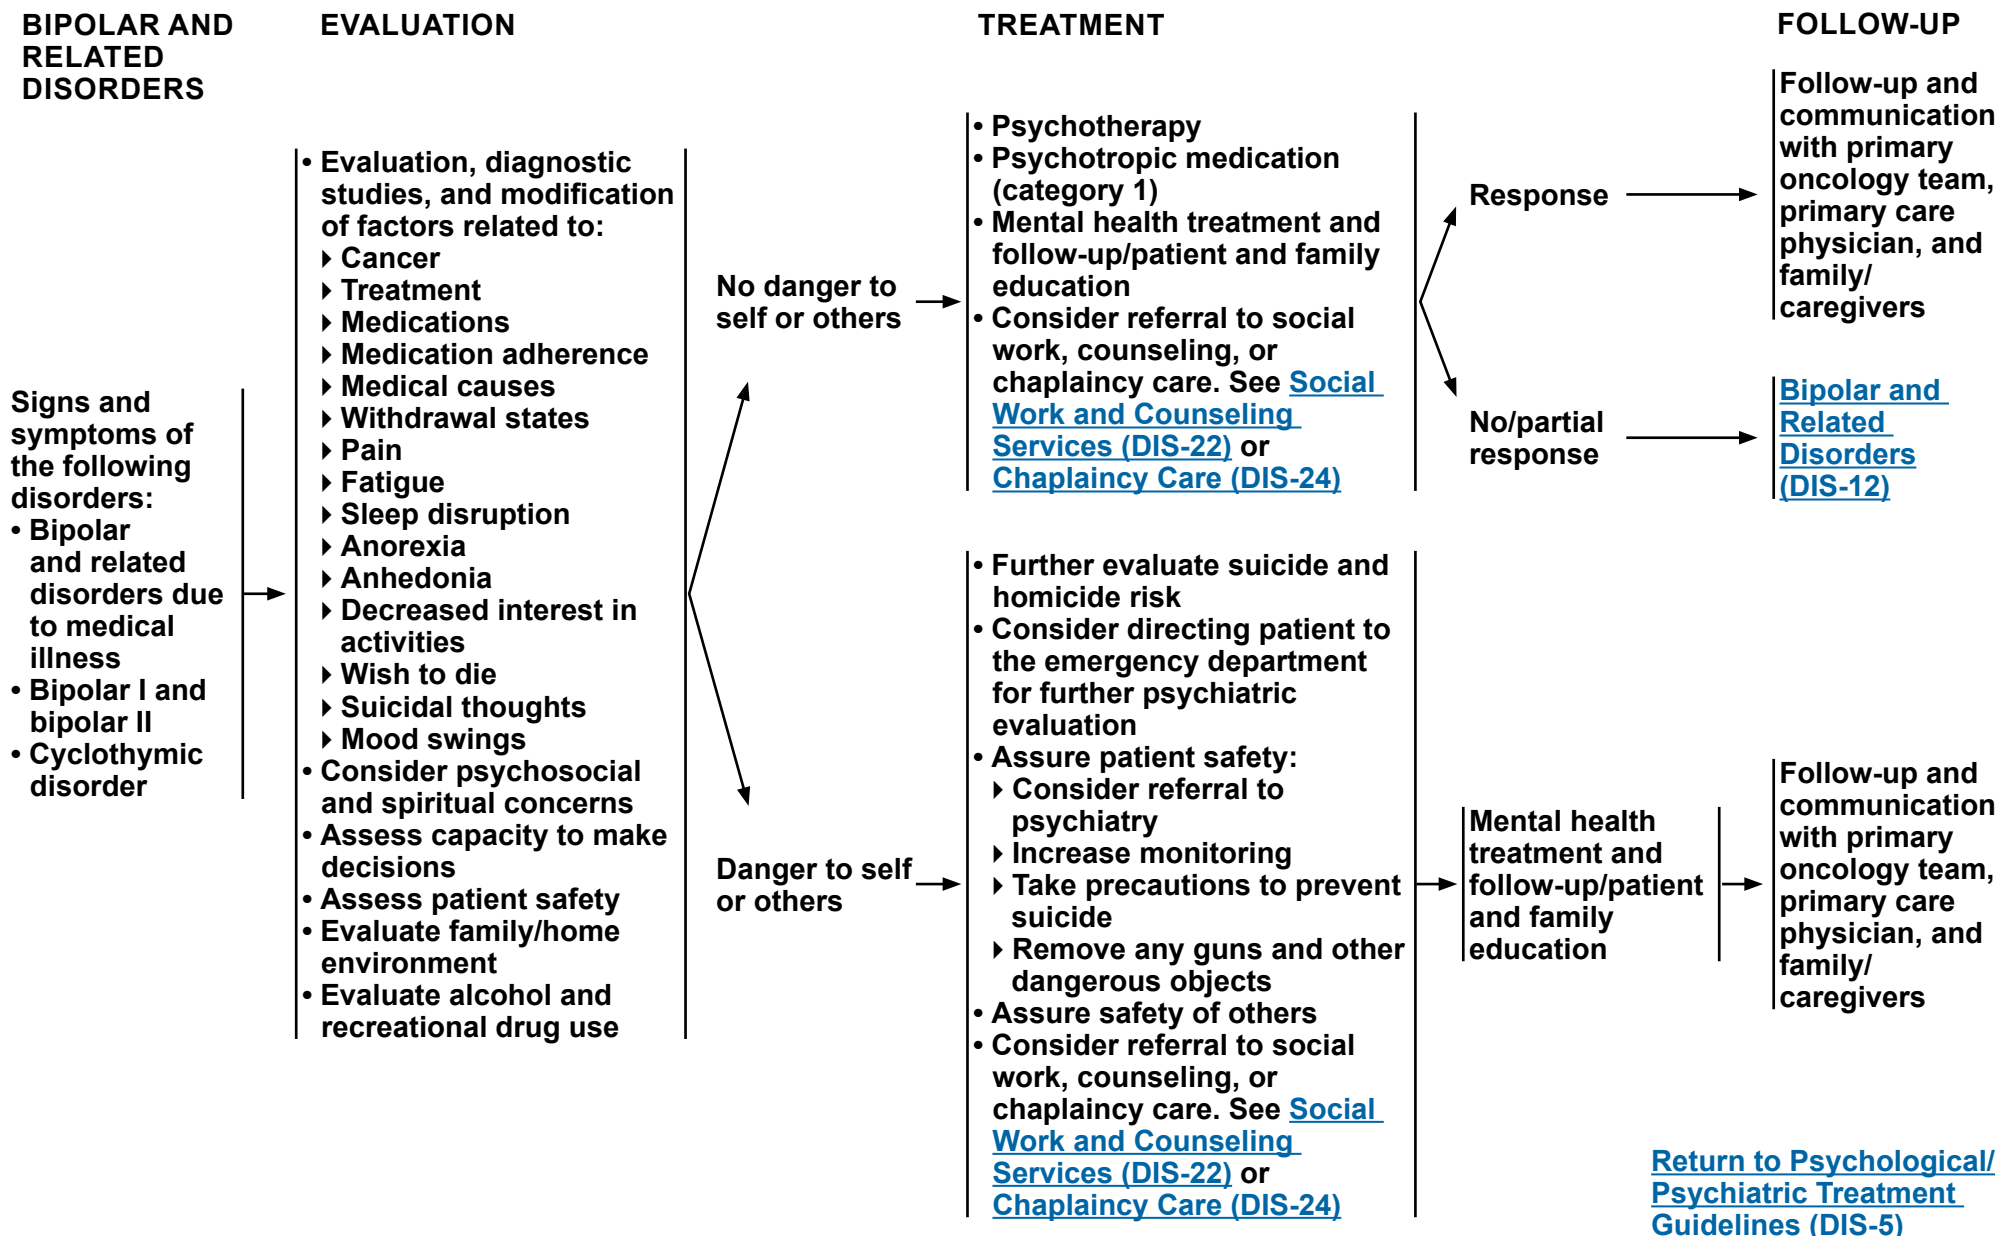 BIPOLAR AND
RELATED
DISORDERS
Signs and
symptoms of
the following
disorders:
• Bipolar
and related
disorders due
to medical
illness
• Bipolar I and
bipolar II
• Cyclothymic
disorder
EVALUATION
• Evaluation, diagnostic
studies, and modification
of factors related to:
Cancer
Treatment
Medications
Medication adherence
Medical causes
Withdrawal states
Pain
Fatigue
Sleep disruption
Anorexia
Anhedonia
Decreased interest in
activities
Wish to die
Suicidal thoughts
Mood swings
• Consider psychosocial
and spiritual concerns
• Assess capacity to make
decisions
• Assess patient safety
• Evaluate family/home
environment
• Evaluate alcohol and
recreational drug use
No danger to
self or others
Danger to self
or others
TREATMENT
• Psychotherapy
• Psychotropic medication
(category 1)
• Mental health treatment and
follow-up/patient and family
education
• Consider referral to social
work, counseling, or
chaplaincy care. See Social
Work and Counseling
Services (DIS-22) or
Chaplaincy Care (DIS-24)
Response
No/partial
response
• Further evaluate suicide and
homicide risk
• Consider directing patient to
the emergency department
for further psychiatric
evaluation
• Assure patient safety:
Consider referral to
psychiatry
Increase monitoring
Take precautions to prevent
suicide
Remove any guns and other
dangerous objects
• Assure safety of others
• Consider referral to social
work, counseling, or
chaplaincy care. See Social
Work and Counseling
Services (DIS-22) or
Chaplaincy Care (DIS-24)
Mental health
treatment and
follow-up/patient
and family
education
FOLLOW-UP
Follow-up and
communication
with primary
oncology team,
primary care
physician, and
family/
caregivers
Bipolar and
Related
Disorders
(DIS-12)
Follow-up and
communication
with primary
oncology team,
primary care
physician, and
family/
caregivers
Return to Psychological/
Psychiatric Treatment
Guidelines (DIS-5)